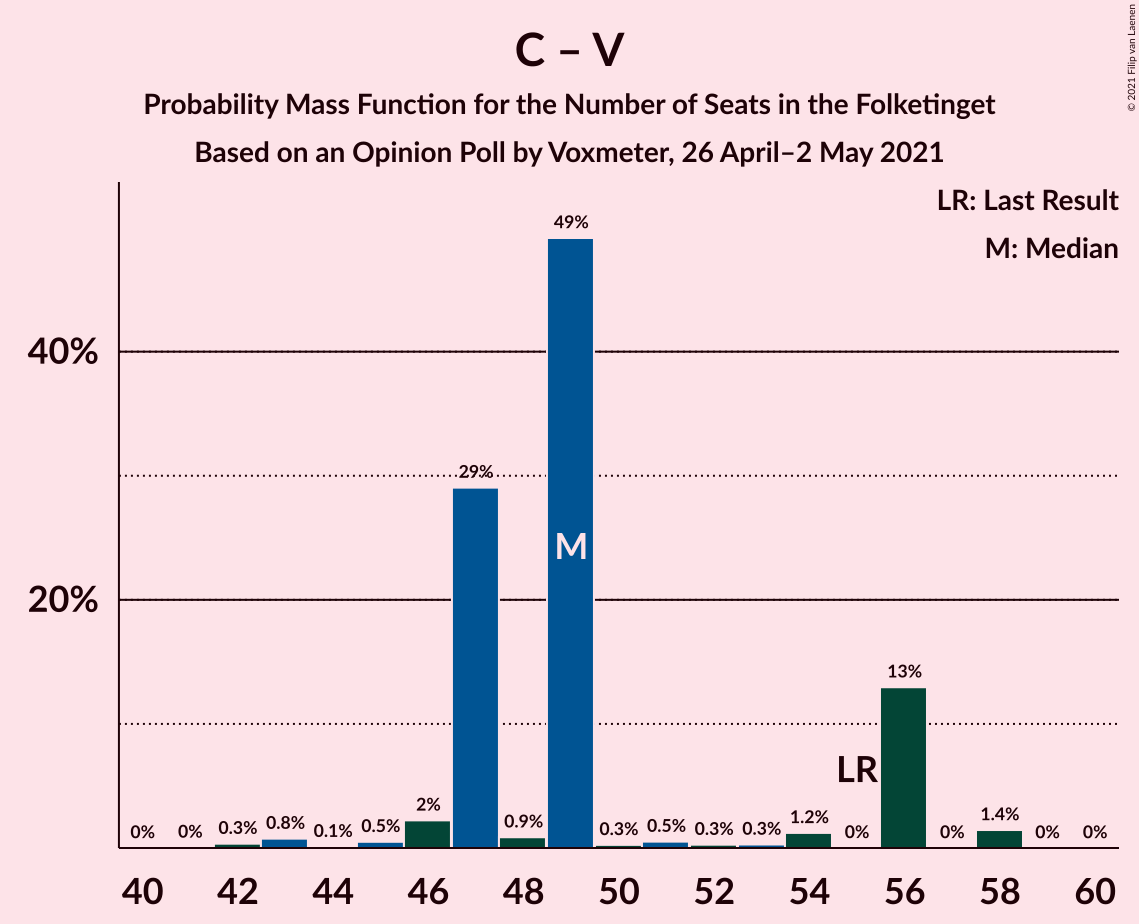 C – V
Probability Mass Function for the Number of Seats in the Folketinget
Based on an Opinion Poll by Voxmeter, 26 April–2 May 2021
© 2021 Filip van Laenen
LR: Last Result
M: Median
40%
20%
0%
0%
0.3%
0.8%
0.1%
0.5%
2%
29%
0.9%
49%
M
0.3%
0.5%
0.3%
0.3%
1.2%
0%
LR
13%
0%
1.4%
0%
0%
40 42 44 46 48 50 52 54 56 58 60